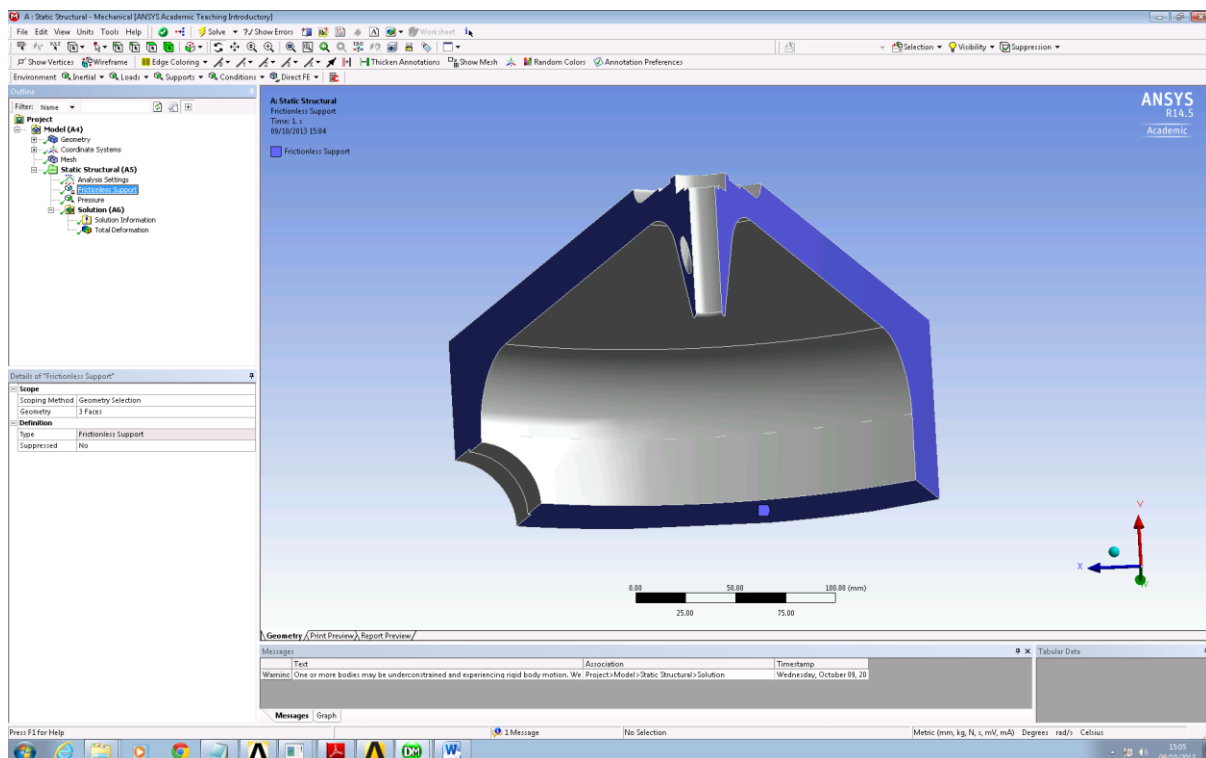 A : Static Structural - Mechanical [ANSYS Academic Teaching Introductory]
File Edit View Units Tools Help Solve ?/ Show Errors Worksheet
Selection Visibility Suppression
Show Vertices Wireframe Edge Coloring Thicken Annotations Show Mesh Random Colors Annotation Preferences
Environment Inertial Loads Supports Conditions Direct FE
Outline
Filter: Name
Project
Model (A4)
Geometry
Coordinate Systems
Mesh
Static Structural (A5)
Analysis Settings
Frictionless Support
Pressure
Solution (A6)
Solution Information
Total Deformation
Details of "Frictionless Support"
Scope
Scoping Method Geometry Selection
Geometry 3 Faces
Definition
Type Frictionless Support
Suppressed No
A: Static Structural
Frictionless Support
Time: 1. s
09/10/2013 15:04
Frictionless Support
ANSYS
R14.5
Academic
Y
X
0.00 50.00 100.00 (mm)
25.00 75.00
Geometry Print Preview Report Preview
Messages
Text Association Timestamp
Warning One or more bodies may be underconstrained and experiencing rigid body motion. We Project>Model>Static Structural>Solution Wednesday, October 09, 20
Messages Graph
Tabular Data
Press F1 for Help 1 Message No Selection Metric (mm, kg, N, s, mV, mA) Degrees rad/s Celsius
DM W
15:05
09/10/2013